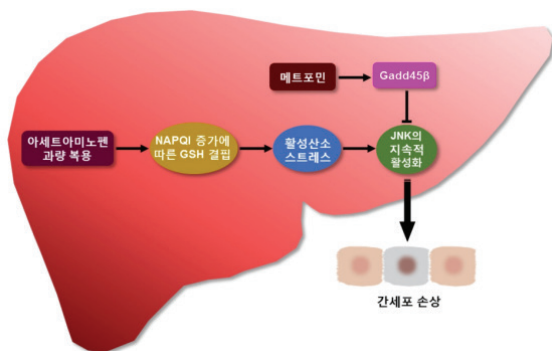 메트포민
Gadd45β
아세트아미노펜
과량 복용
NAPQI 증가에
따른 GSH 결핍
활성산소
스트레스
JNK의
지속적
활성화
간세포 손상